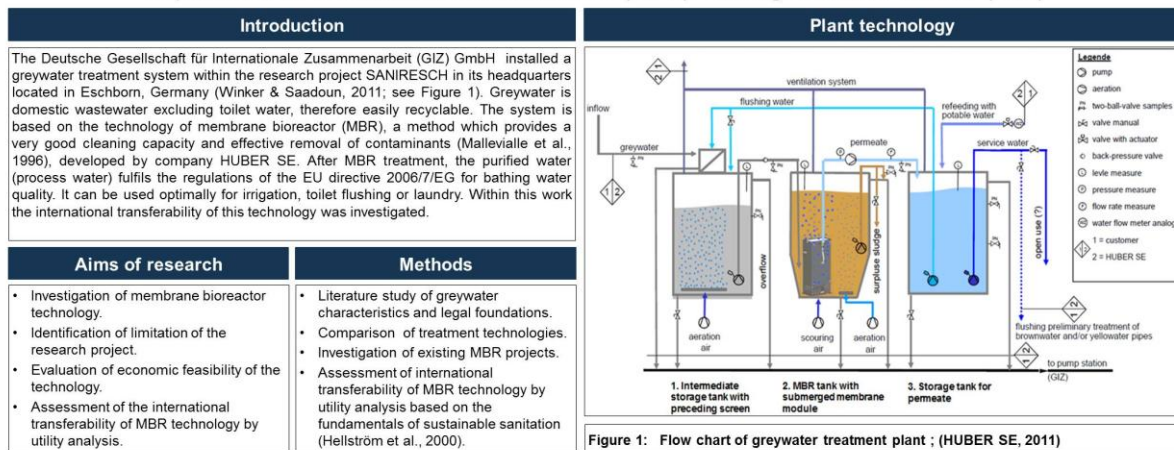 Introduction
The Deutsche Gesellschaft für Internationale Zusammenarbeit (GIZ) GmbH installed a
greywater treatment system within the research project SANIRESCH in its headquarters
located in Eschborn, Germany (Winker & Saadoun, 2011; see Figure 1). Greywater is
domestic wastewater excluding toilet water, therefore easily recyclable. The system is
based on the technology of membrane bioreactor (MBR), a method which provides a
very good cleaning capacity and effective removal of contaminants (Mallevialle et al.,
1996), developed by company HUBER SE. After MBR treatment, the purified water
(process water) fulfils the regulations of the EU directive 2006/7/EG for bathing water
quality. It can be used optimally for irrigation, toilet flushing or laundry. Within this work
the international transferability of this technology was investigated.
Aims of research
• Investigation of membrane bioreactor
technology.
• Identification of limitation of the
research project.
• Evaluation of economic feasibility of the
technology.
• Assessment of the international
transferability of MBR technology by
utility analysis.
Methods
• Literature study of greywater
characteristics and legal foundations.
• Comparison of treatment technologies.
• Investigation of existing MBR projects.
• Assessment of international
transferability of MBR technology by
utility analysis based on the
fundamentals of sustainable sanitation
(Hellström et al., 2000).
Plant technology
2 1
ventilation system
inflow
flushing water
refeeding with
potable water
2 1
greywater
permeate
service water
1 2
overflow
surpluse sludge
open use (?)
aeration
air
scouring
air
aeration
air
1 2
flushing preliminary treatment of
brownwater and/or yellowater pipes
1 2
to pump station
(GIZ)
1. Intermediate
storage tank with
preceding screen
2. MBR tank with
submerged membrane
module
3. Storage tank for
permeate
Legende
pump
aeration
two-ball-valve samples
valve manual
valve with actuator
back-pressure valve
levle measure
pressure measure
flow rate measure
water flow meter analog
1 = customer
2 = HUBER SE
Figure 1: Flow chart of greywater treatment plant ; (HUBER SE, 2011)